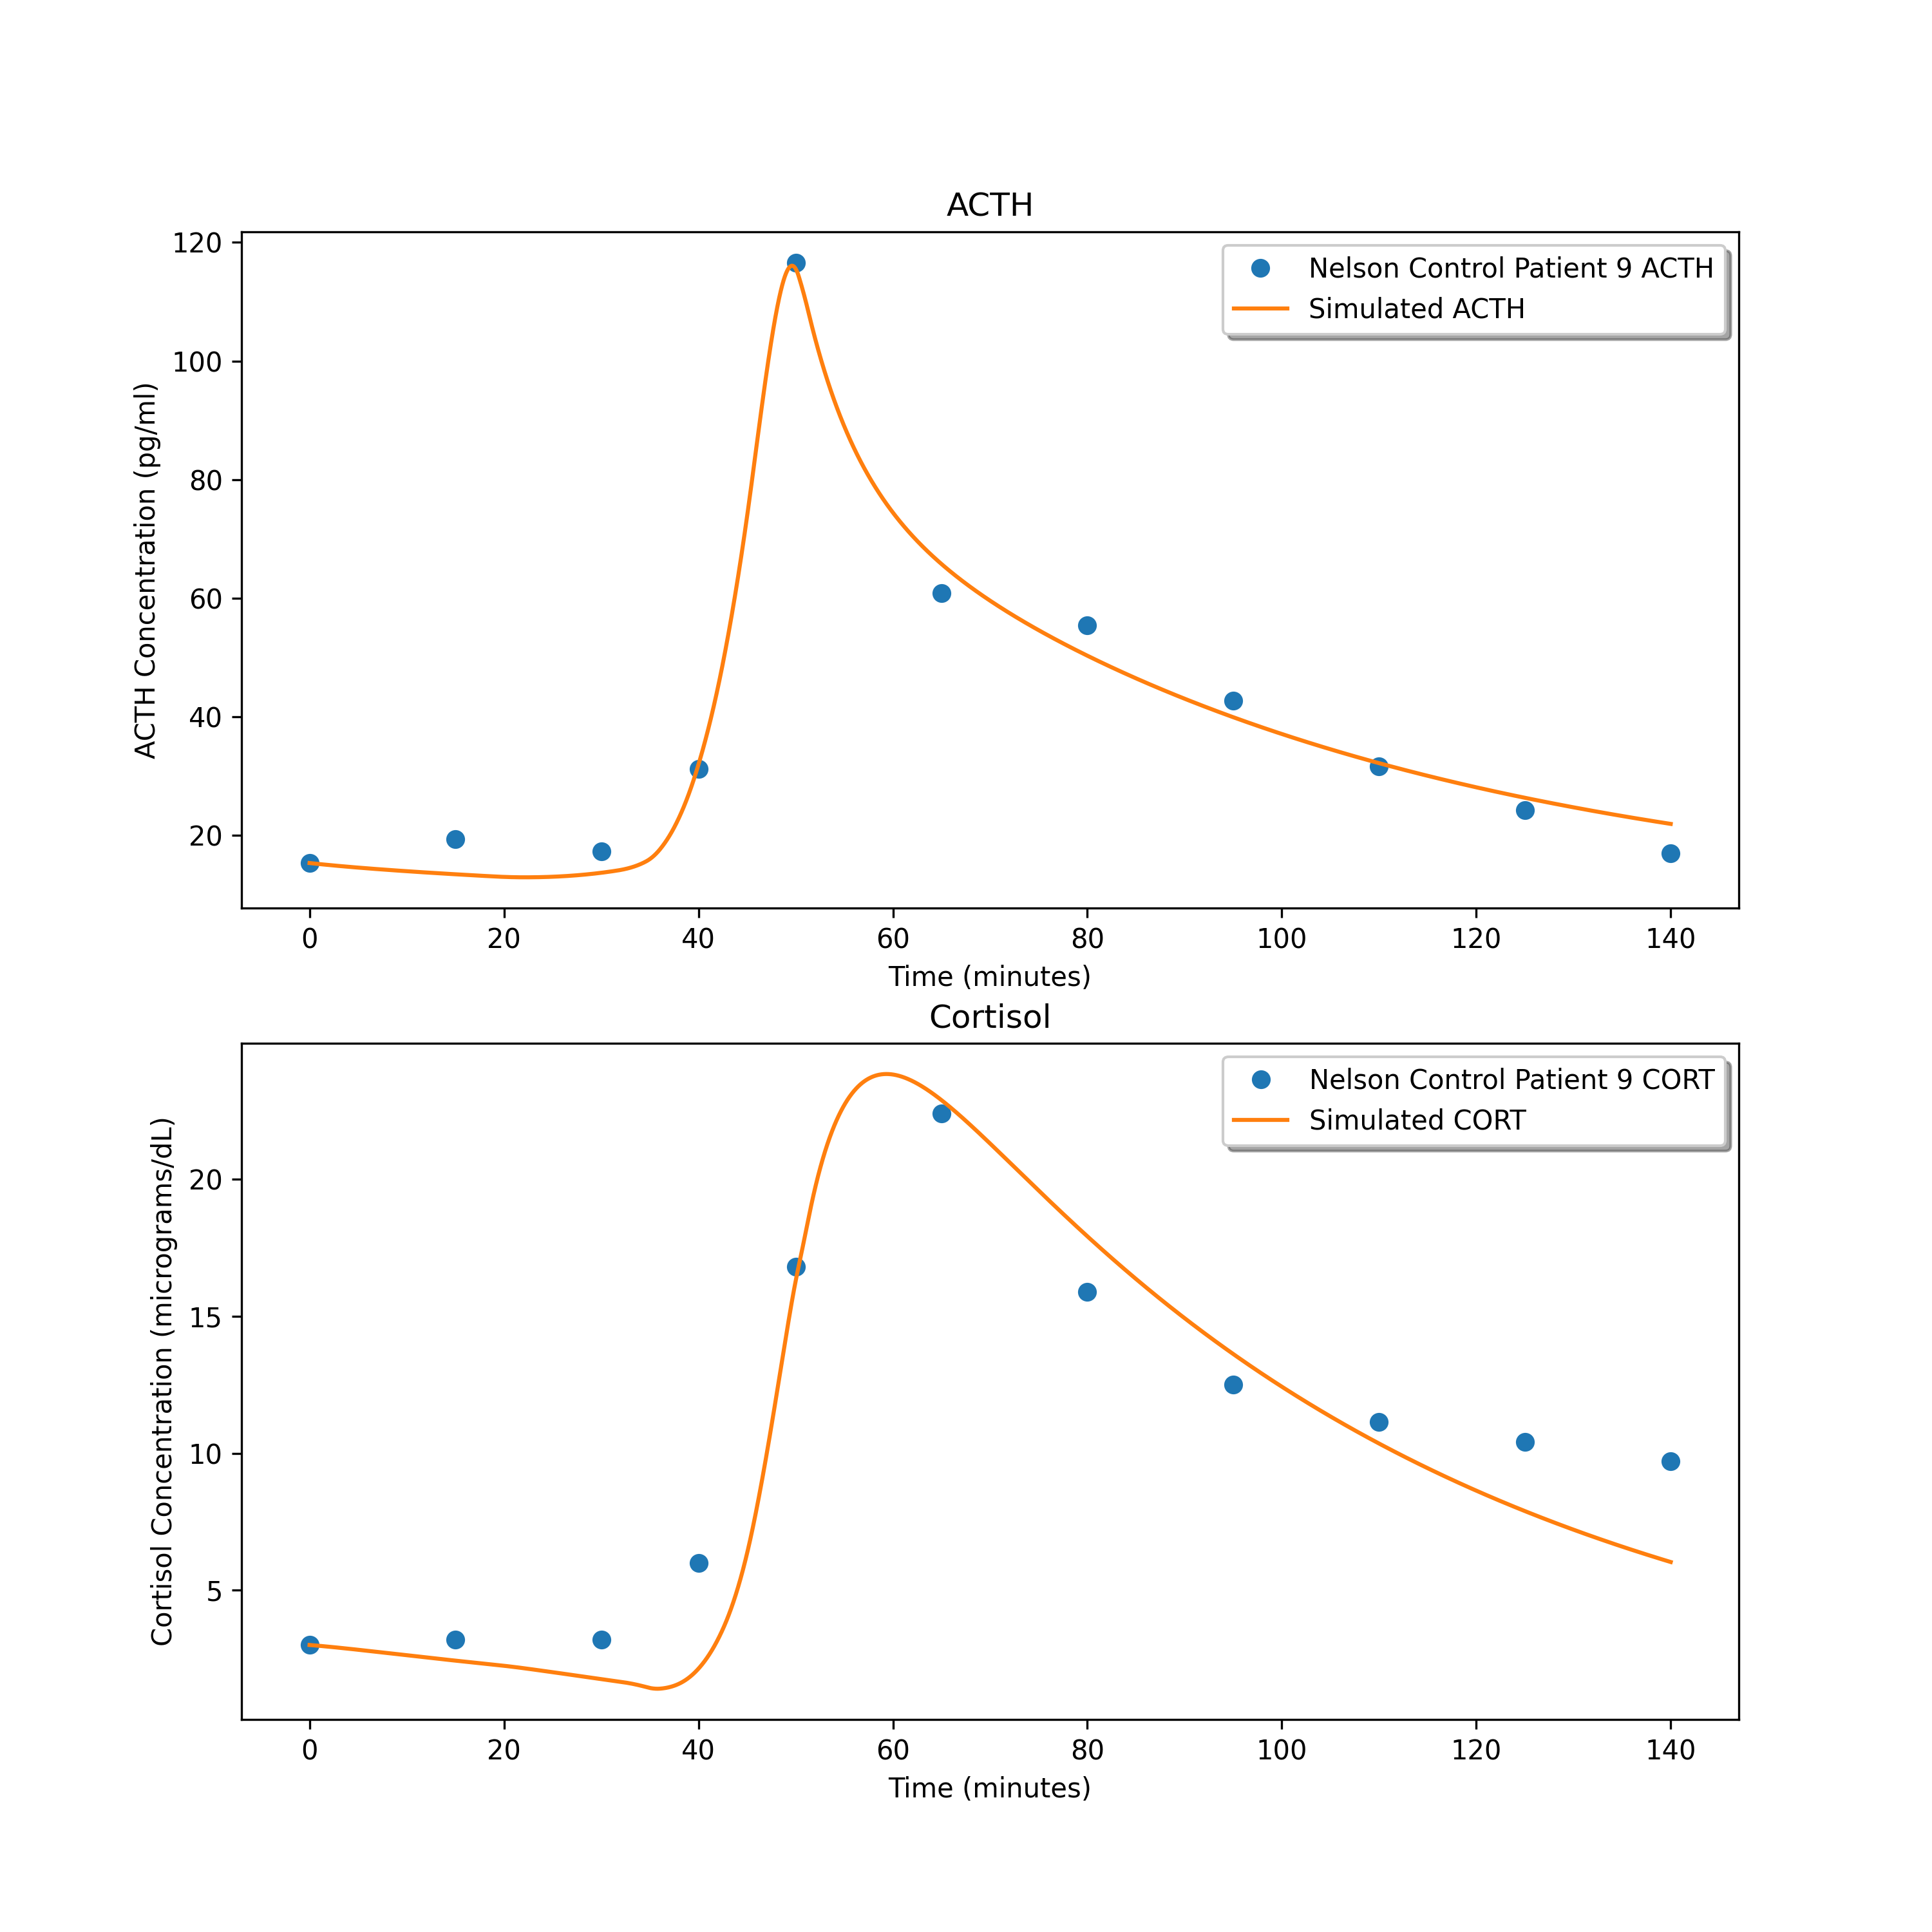 ACTH
120
100
80
60
40
20
ACTH Concentration (pg/ml)
Nelson Control Patient 9 ACTH
Simulated ACTH
0 20 40 60 80 100 120 140
Time (minutes)
Cortisol
20
15
10
5
Cortisol Concentration (micrograms/dL)
Nelson Control Patient 9 CORT
Simulated CORT
0 20 40 60 80 100 120 140
Time (minutes)